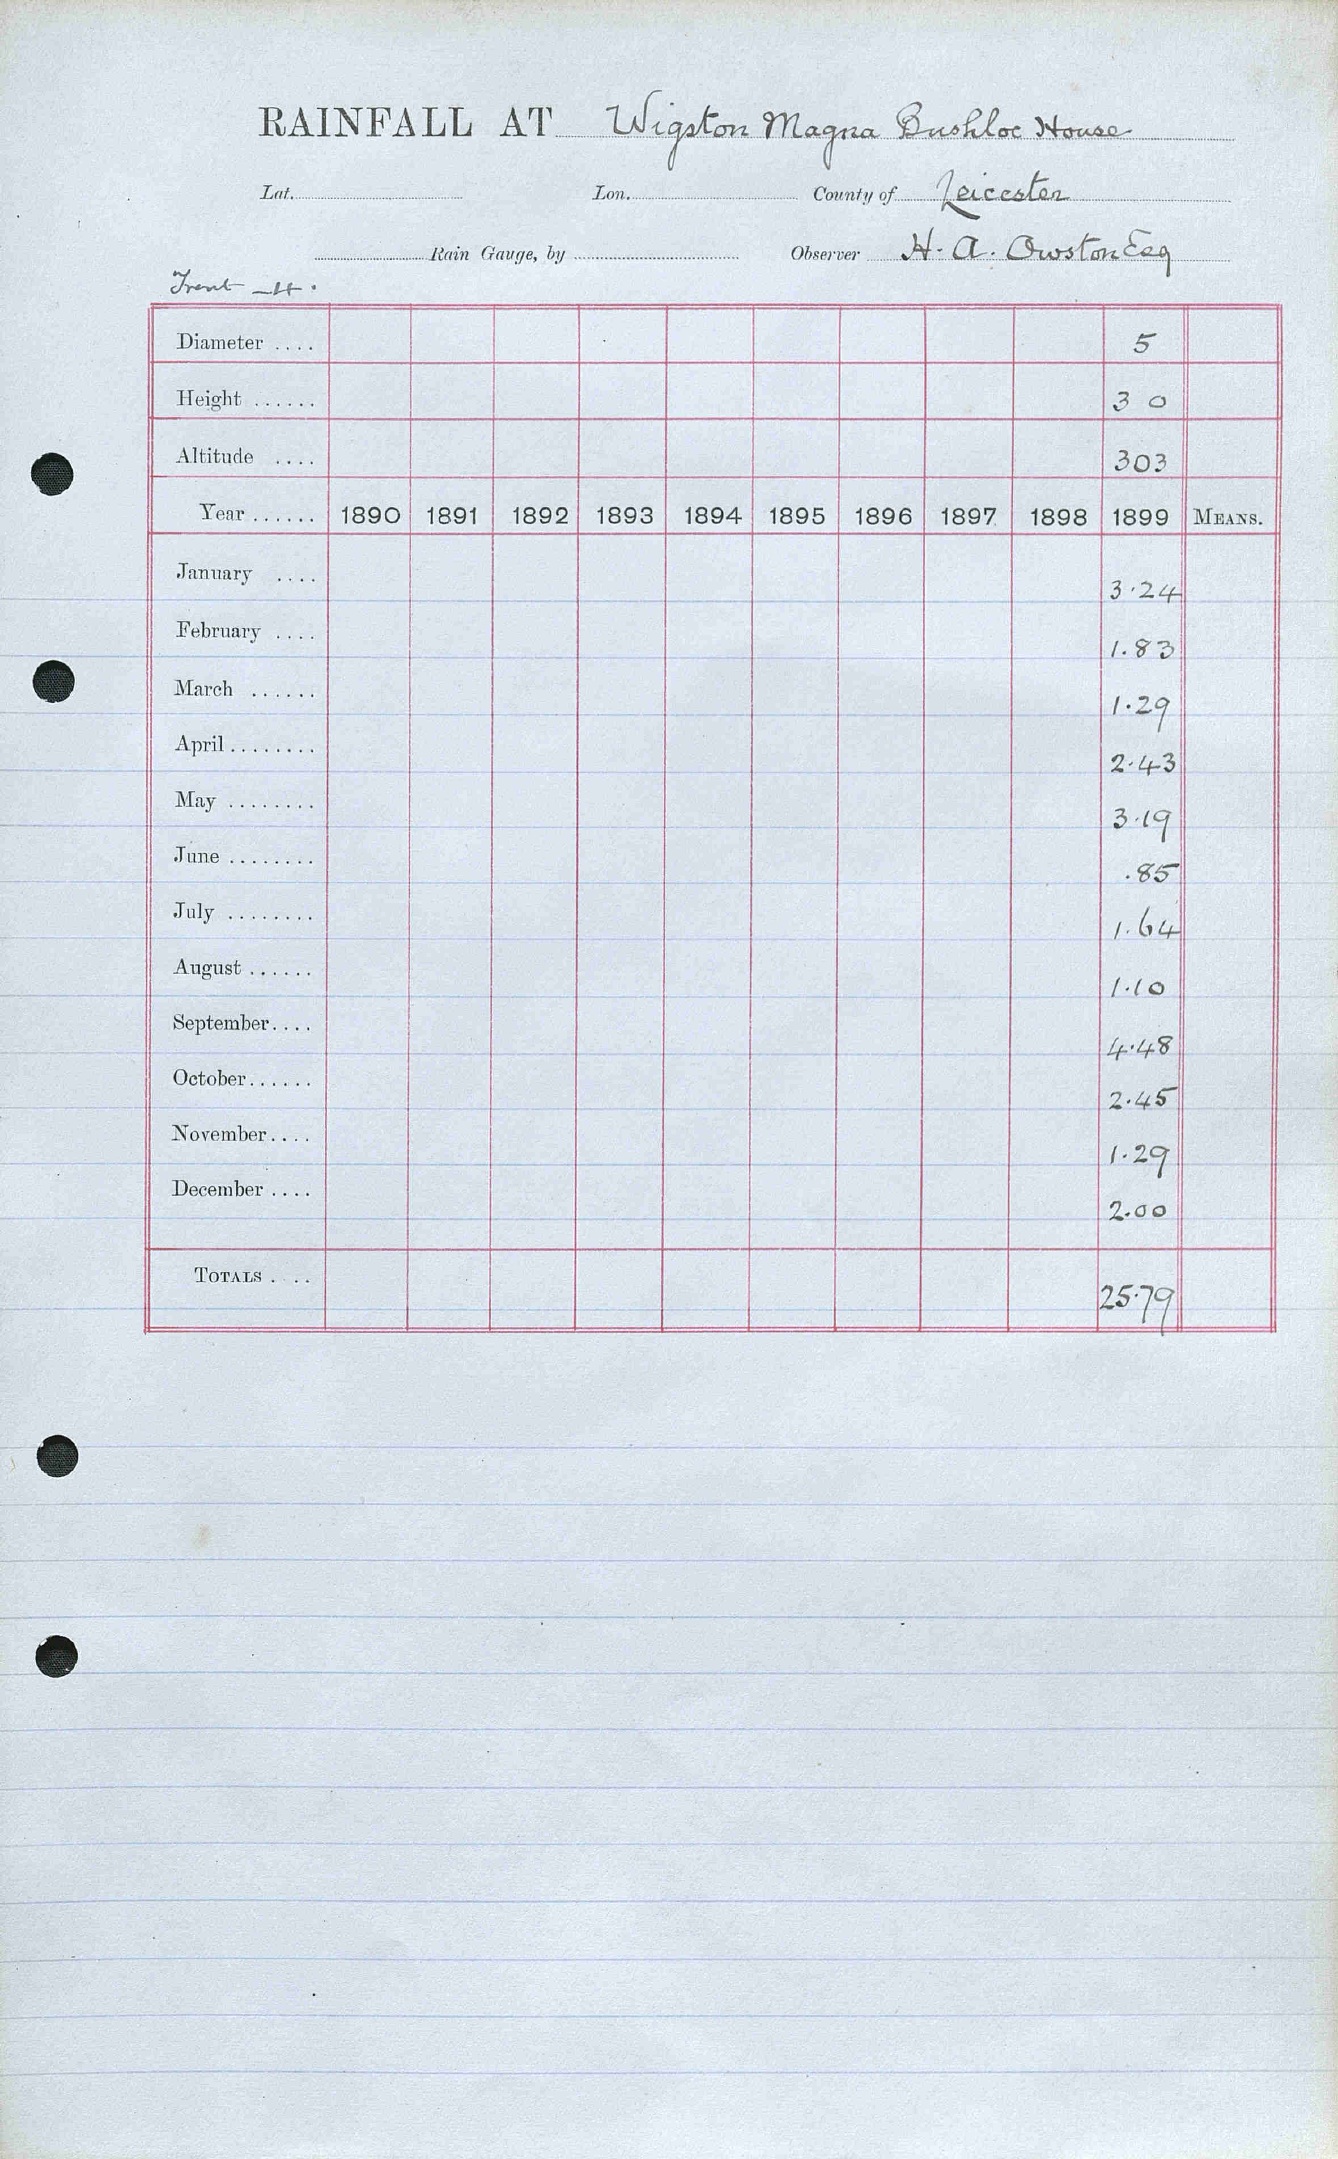 RAINFALL AT Wigston Magna Bushloe House
Lat. Lon. County of Leicester
Rain Gauge, by Observer H. A. Owston Esq
Trent
Diameter .... 5
Height ...... 3 0
Altitude .... 303
Year ...... 1890 1891 1892 1893 1894 1895 1896 1897 1898 1899 MEANS.
January .... 3.24
February .... 1.83
March ...... 1.29
April ........ 2.43
May ........ 3.19
June ........ .85
July ........ 1.64
August ...... 1.10
September.... 4.48
October...... 2.45
November.... 1.29
December .... 2.00
TOTALS . .. 25.79